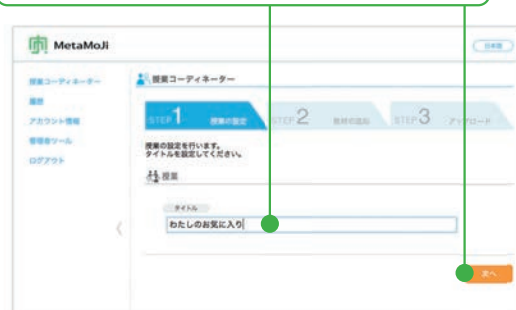 MetaMoJi
日本語
授業コーディネーター
履歴
アカウント情報
管理者ツール
ログアウト
授業コーディネーター
STEP 1 授業の設定
STEP 2 教材の追加
STEP 3 アップロード
授業の設定を行います。
タイトルを設定してください。
授業
タイトル
わたしのお気に入り
次へ